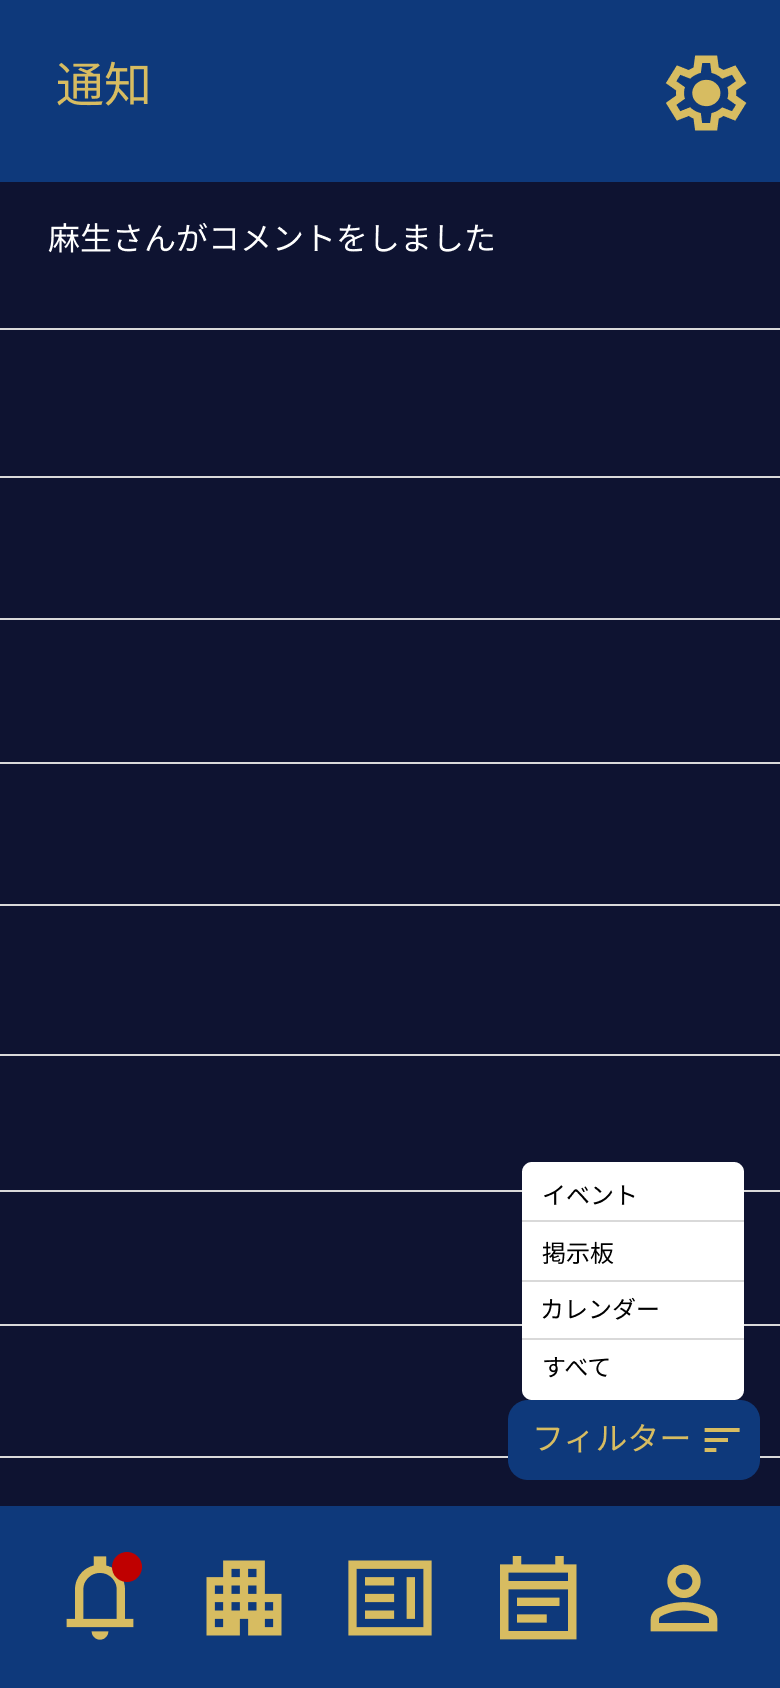 通知
麻生さんがコメントをしました
イベント
掲示板
カレンダー
すべて
フィルター